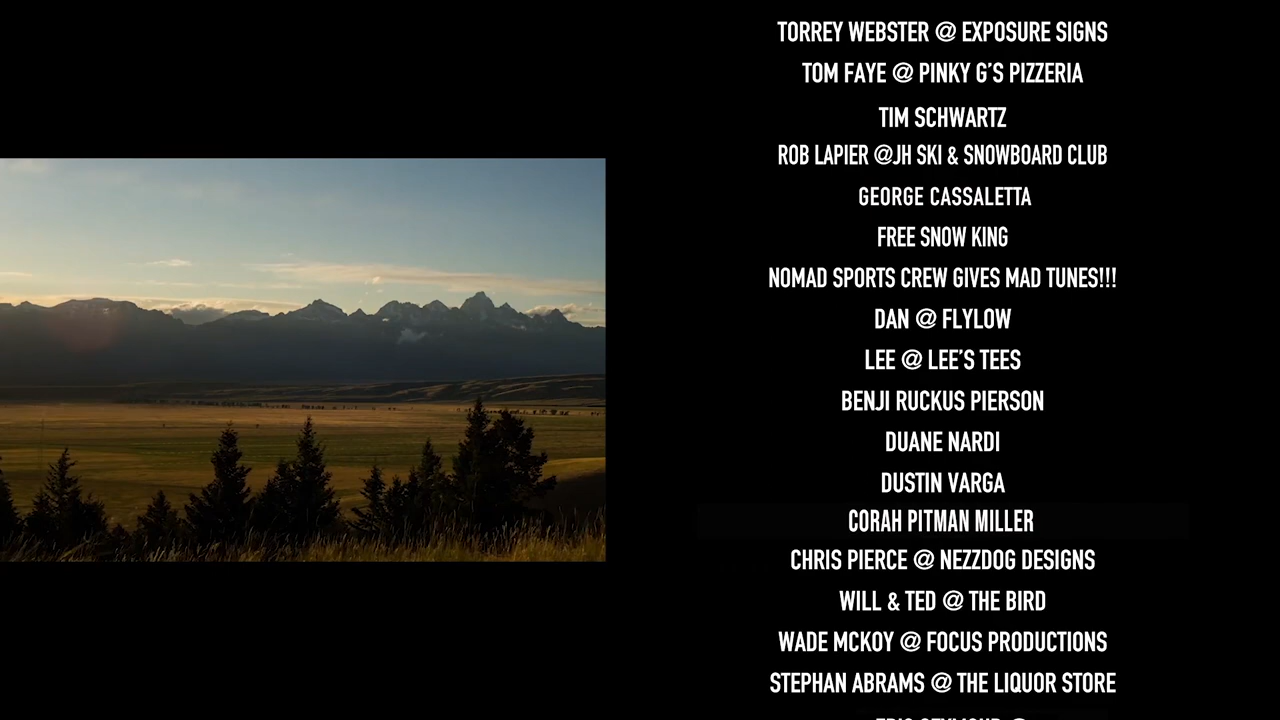 TORREY WEBSTER @ EXPOSURE SIGNS
TOM FAYE @ PINKY G'S PIZZERIA
TIM SCHWARTZ
ROB LAPIER @JH SKI & SNOWBOARD CLUB
GEORGE CASSALETTA
FREE SNOW KING
NOMAD SPORTS CREW GIVES MAD TUNES!!!
DAN @ FLYLOW
LEE @ LEE'S TEES
BENJI RUCKUS PIERSON
DUANE NARDI
DUSTIN VARGA
CORAH PITMAN MILLER
CHRIS PIERCE @ NEZZDOG DESIGNS
WILL & TED @ THE BIRD
WADE MCKOY @ FOCUS PRODUCTIONS
STEPHAN ABRAMS @ THE LIQUOR STORE